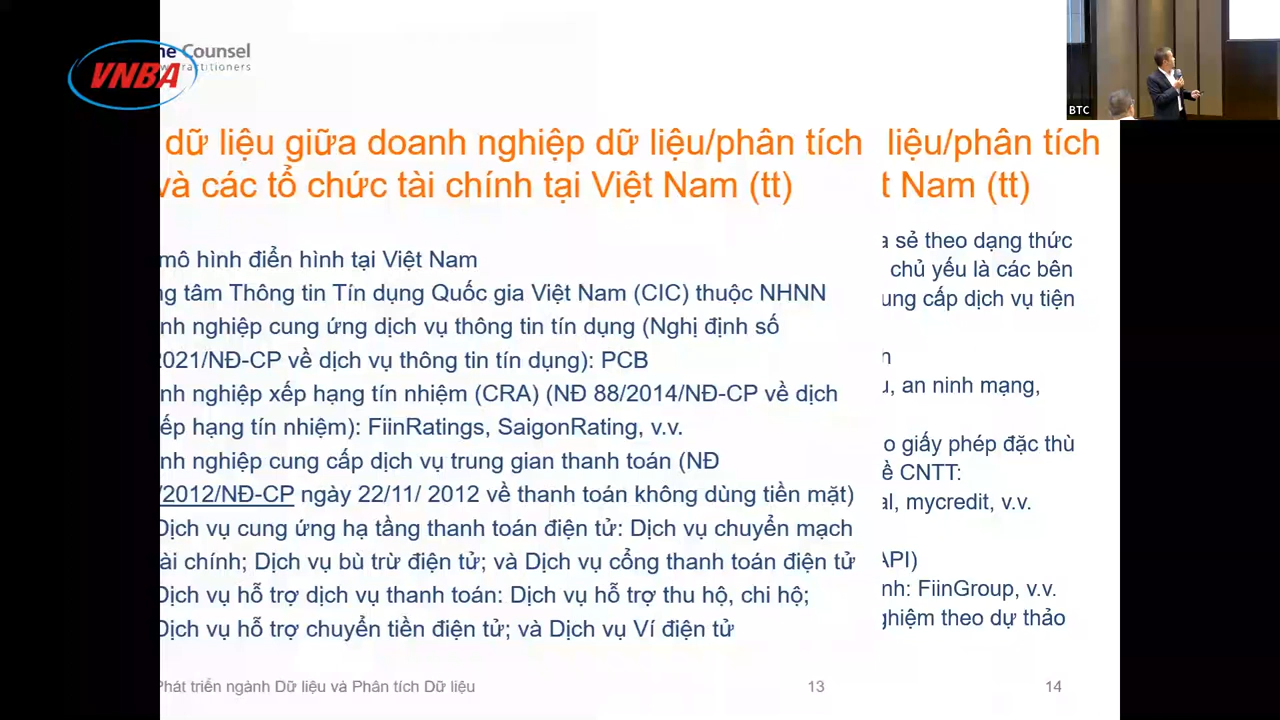 VNBA
ne Counsel
ractitioners
BTC
dữ liệu giữa doanh nghiệp dữ liệu/phân tích
và các tổ chức tài chính tại Việt Nam (tt)
mô hình điển hình tại Việt Nam
ng tâm Thông tin Tín dụng Quốc gia Việt Nam (CIC) thuộc NHNN
nh nghiệp cung ứng dịch vụ thông tin tín dụng (Nghị định số
2021/NĐ-CP về dịch vụ thông tin tín dụng): PCB
nh nghiệp xếp hạng tín nhiệm (CRA) (NĐ 88/2014/NĐ-CP về dịch
ếp hạng tín nhiệm): FiinRatings, SaigonRating, v.v.
nh nghiệp cung cấp dịch vụ trung gian thanh toán (NĐ
/2012/NĐ-CP ngày 22/11/ 2012 về thanh toán không dùng tiền mặt)
Dịch vụ cung ứng hạ tầng thanh toán điện tử: Dịch vụ chuyển mạch
ài chính; Dịch vụ bù trừ điện tử; và Dịch vụ cổng thanh toán điện tử
Dịch vụ hỗ trợ dịch vụ thanh toán: Dịch vụ hỗ trợ thu hộ, chi hộ;
Dịch vụ hỗ trợ chuyển tiền điện tử; và Dịch vụ Ví điện tử
Phát triển ngành Dữ liệu và Phân tích Dữ liệu
13
liệu/phân tích
t Nam (tt)
a sẻ theo dạng thức
chủ yếu là các bên
ung cấp dịch vụ tiện
h
u, an ninh mạng,
o giấy phép đặc thù
ề CNTT:
al, mycredit, v.v.
API)
nh: FiinGroup, v.v.
ghiệm theo dự thảo
14